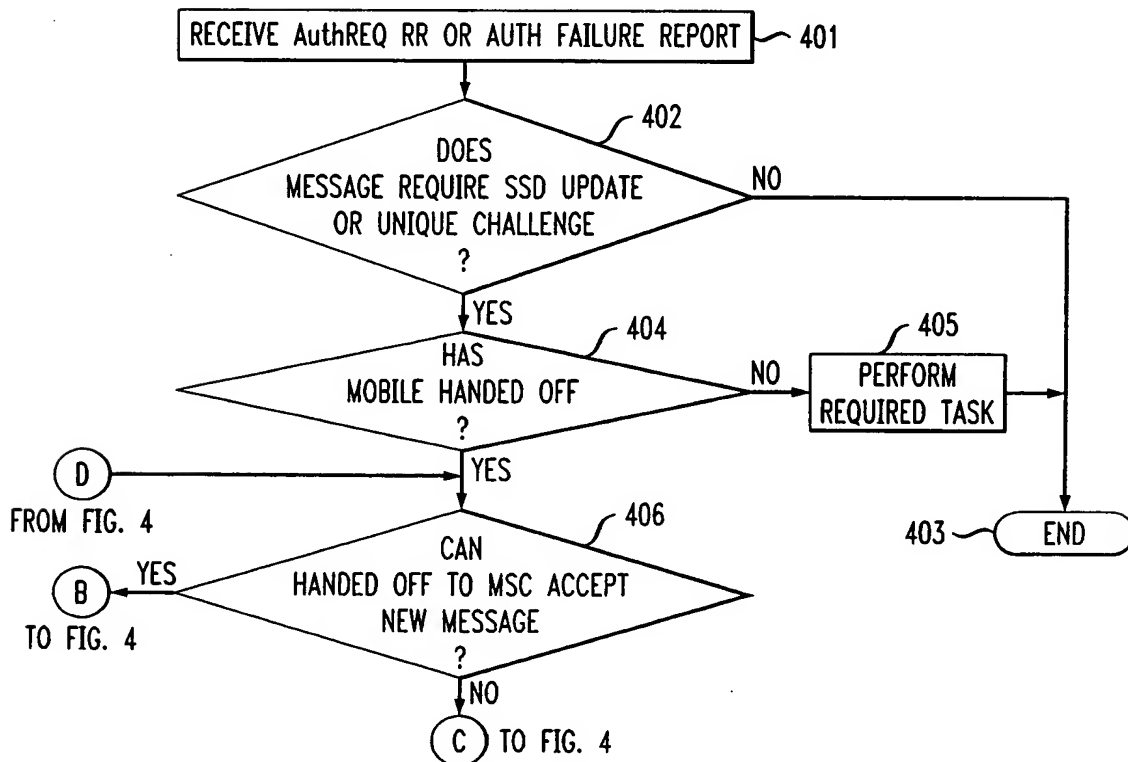 RECEIVE AuthREQ RR OR AUTH FAILURE REPORT
401
402
DOES
MESSAGE REQUIRE SSD UPDATE
OR UNIQUE CHALLENGE
?
NO
YES
404
HAS
MOBILE HANDED OFF
?
NO
405
PERFORM
REQUIRED TASK
YES
D
FROM FIG. 4
406
CAN
HANDED OFF TO MSC ACCEPT
NEW MESSAGE
?
403
END
YES
B
TO FIG. 4
NO
C
TO FIG. 4